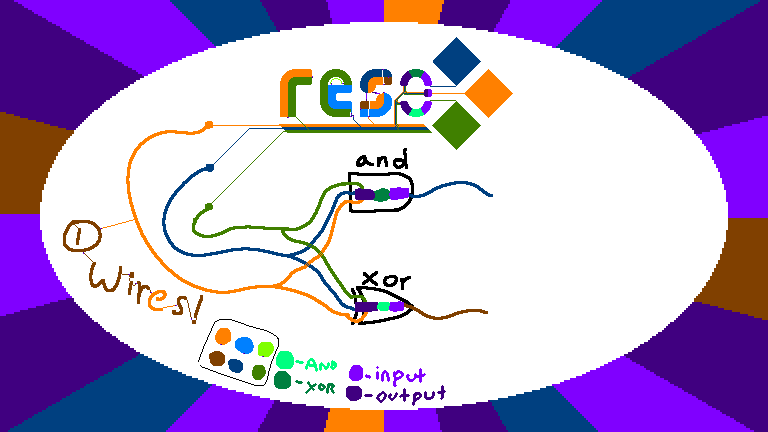 reso
and
xor
1
Wires!
-AND
-XOR
-input
-output